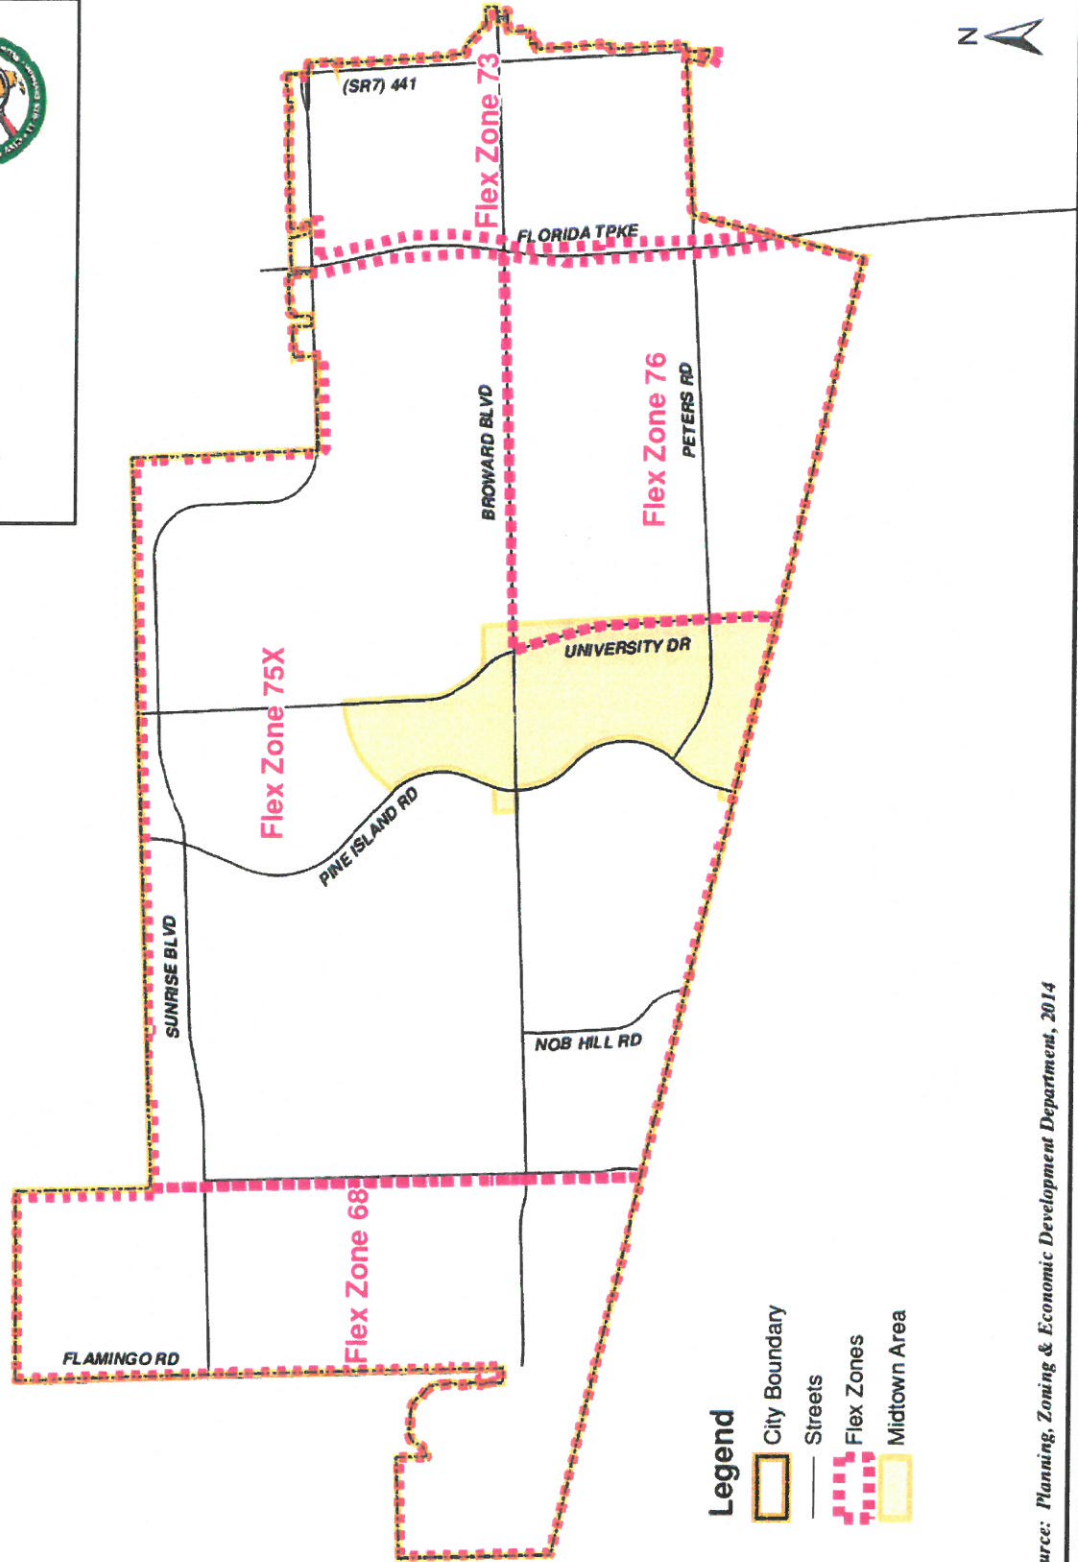 N
(SR7) 441
Flex Zone 73
FLORIDA TPKE
BROWARD BLVD
Flex Zone 76
PETERS RD
UNIVERSITY DR
Flex Zone 75X
PINE ISLAND RD
SUNRISE BLVD
NOB HILL RD
Flex Zone 68
FLAMINGO RD
Legend
City Boundary
Streets
Flex Zones
Midtown Area
urce: Planning, Zoning & Economic Development Department, 2014